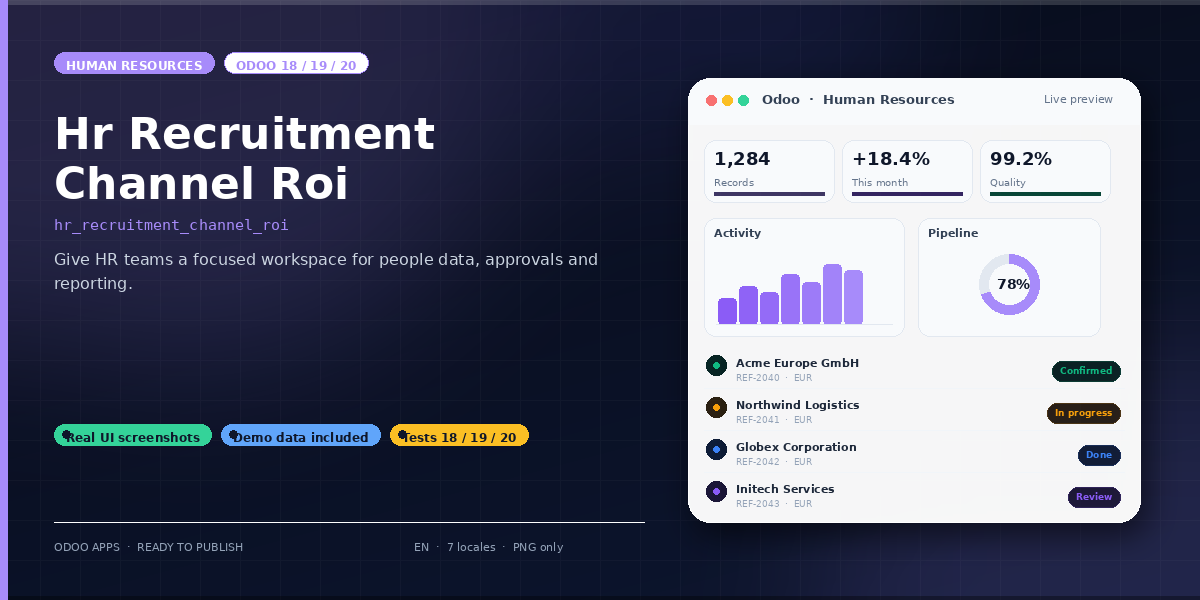 HUMAN RESOURCES
ODOO 18 / 19 / 20
Hr Recruitment
Channel Roi
hr_recruitment_channel_roi
Give HR teams a focused workspace for people data, approvals and
reporting.
Real UI screenshots
Demo data included
Tests 18 / 19 / 20
ODOO APPS · READY TO PUBLISH
EN · 7 locales · PNG only
Odoo · Human Resources
Live preview
1,284
Records
+18.4%
This month
99.2%
Quality
Activity
Pipeline
78%
Acme Europe GmbH
REF-2040 · EUR
Confirmed
Northwind Logistics
REF-2041 · EUR
In progress
Globex Corporation
REF-2042 · EUR
Done
Initech Services
REF-2043 · EUR
Review